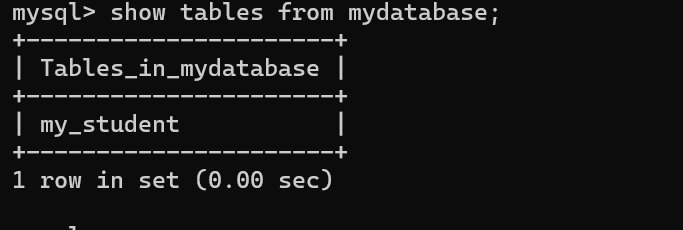 mysql> show tables from mydatabase;
+----------------------+
| Tables_in_mydatabase |
+----------------------+
| my_student           |
+----------------------+
1 row in set (0.00 sec)